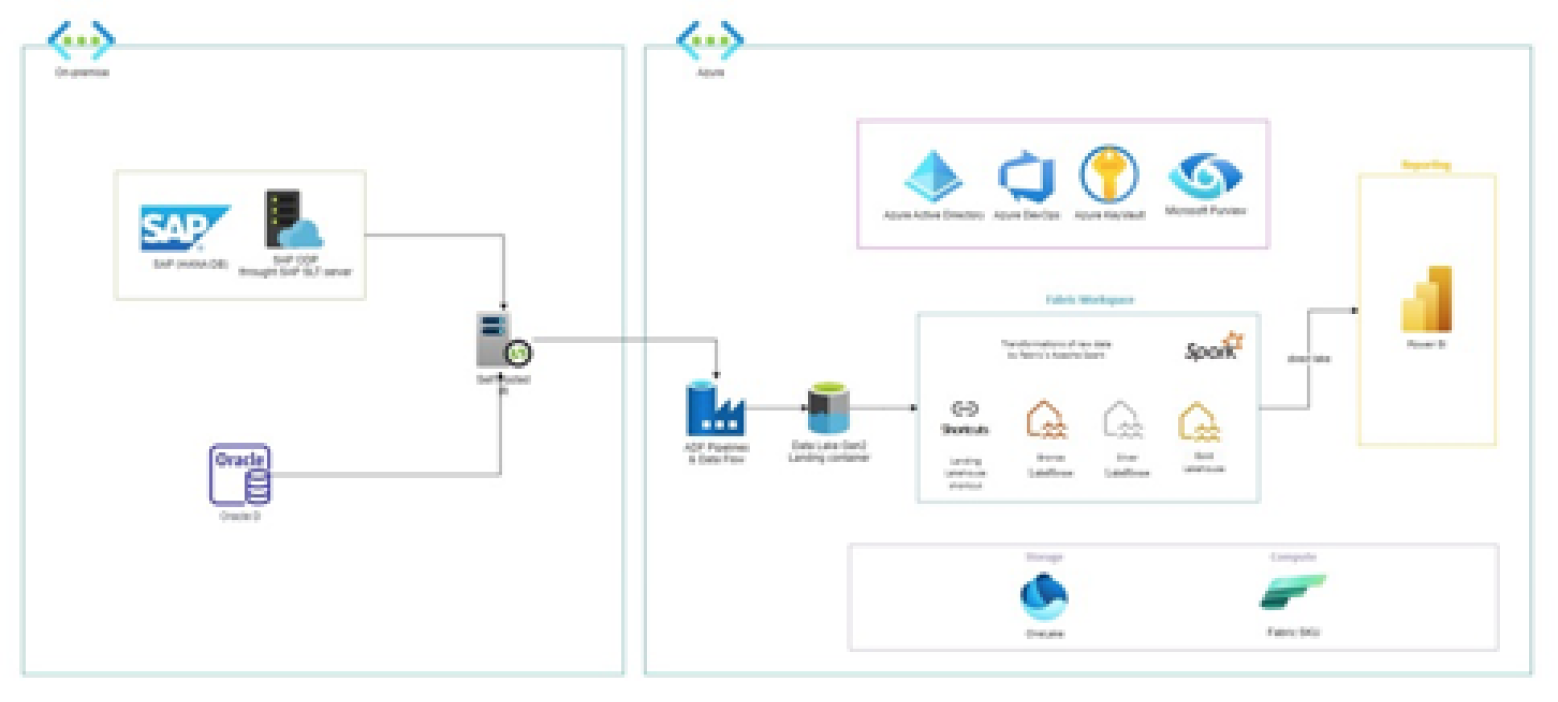 On-premise
Azure
SAP
SAP (HANA DB)
SAP ODP
throught SAP SLT server
Oracle
Oracle D
Self Hosted
Azure Active Directory
Azure DevOps
Azure KeyVault
Microsoft Purview
Reporting
Power BI
Fabric Workspace
Transformations of raw data
by Fabric's Apache Spark
Spark
Shortcuts
Landing
Lakehouse
shortcut
Bronze
Lakehouse
Silver
Lakehouse
Gold
Lakehouse
direct lake
ADF Pipelines
& Data Flow
Data Lake Gen2
Landing container
Storage
OneLake
Compute
Fabric SKU